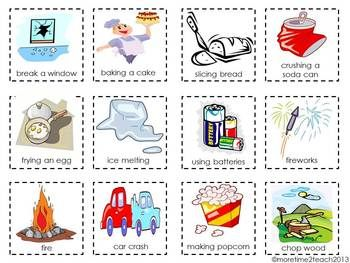 break a window
baking a cake
slicing bread
crushing a
soda can
frying an egg
ice melting
using batteries
fireworks
fire
car crash
making popcorn
chop wood
©moretime2teach2013